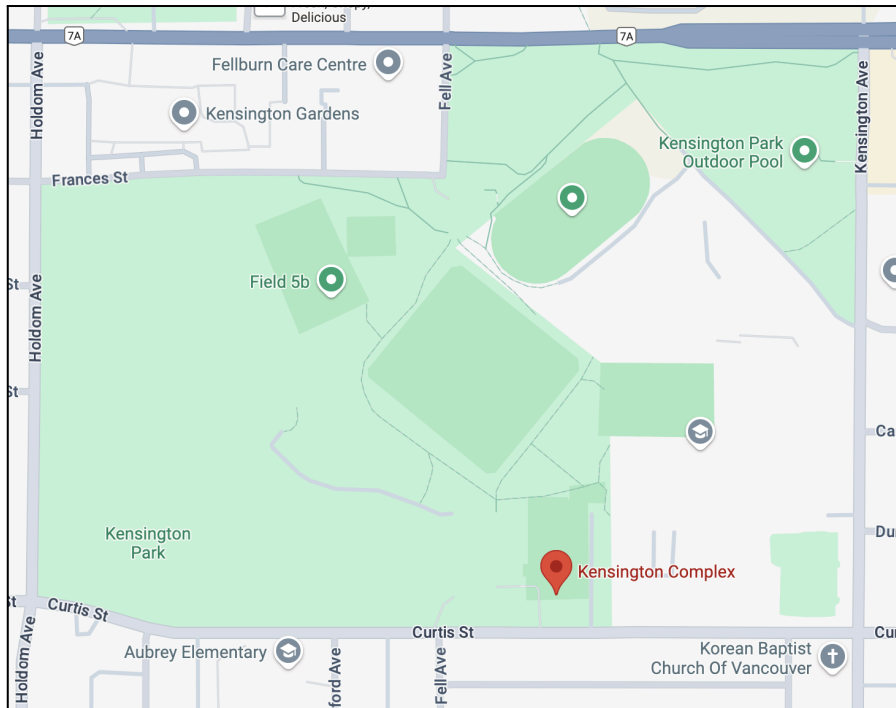 Delicious
7A
7A
Holdom Ave
Fellburn Care Centre
Fell Ave
Kensington Ave
Kensington Gardens
Kensington Park
Outdoor Pool
Frances St
Field 5b
St
Holdom Ave
St
Ca
Kensington
Park
Du
Kensington Complex
St
Curtis St
Curtis St
Cu
Holdom Ave
Aubrey Elementary
ford Ave
Fell Ave
Korean Baptist
Church Of Vancouver